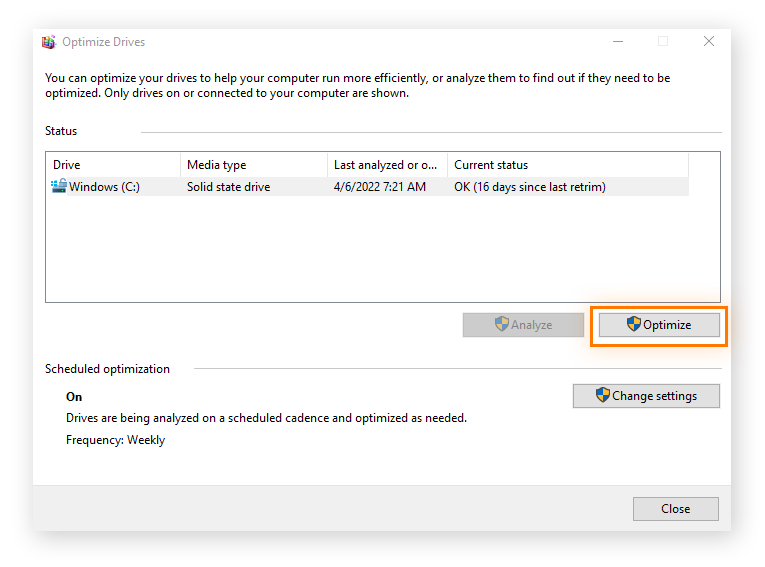 Optimize Drives
You can optimize your drives to help your computer run more efficiently, or analyze them to find out if they need to be
optimized. Only drives on or connected to your computer are shown.
Status
Drive Media type Last analyzed or o... Current status
Windows (C:) Solid state drive 4/6/2022 7:21 AM OK (16 days since last retrim)
Analyze Optimize
Scheduled optimization
On
Change settings
Drives are being analyzed on a scheduled cadence and optimized as needed.
Frequency: Weekly
Close